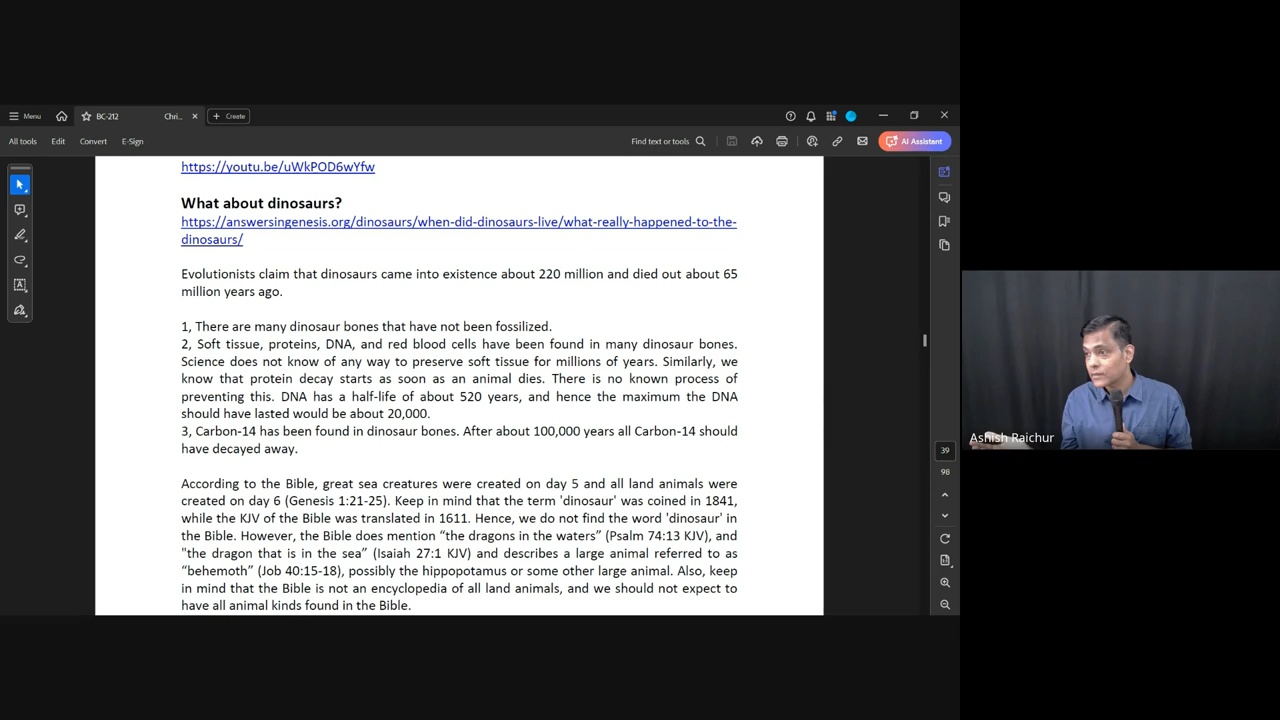 Menu
BC-212
Chri...
Create
All tools
Edit
Convert
E-Sign
Find text or tools
AI Assistant
https://youtu.be/uWkPOD6wYfw
What about dinosaurs?
https://answersingenesis.org/dinosaurs/when-did-dinosaurs-live/what-really-happened-to-the-
dinosaurs/
Evolutionists claim that dinosaurs came into existence about 220 million and died out about 65
million years ago.
1, There are many dinosaur bones that have not been fossilized.
2, Soft tissue, proteins, DNA, and red blood cells have been found in many dinosaur bones.
Science does not know of any way to preserve soft tissue for millions of years. Similarly, we
know that protein decay starts as soon as an animal dies. There is no known process of
preventing this. DNA has a half-life of about 520 years, and hence the maximum the DNA
should have lasted would be about 20,000.
3, Carbon-14 has been found in dinosaur bones. After about 100,000 years all Carbon-14 should
have decayed away.
According to the Bible, great sea creatures were created on day 5 and all land animals were
created on day 6 (Genesis 1:21-25). Keep in mind that the term 'dinosaur' was coined in 1841,
while the KJV of the Bible was translated in 1611. Hence, we do not find the word 'dinosaur' in
the Bible. However, the Bible does mention “the dragons in the waters” (Psalm 74:13 KJV), and
"the dragon that is in the sea” (Isaiah 27:1 KJV) and describes a large animal referred to as
“behemoth” (Job 40:15-18), possibly the hippopotamus or some other large animal. Also, keep
in mind that the Bible is not an encyclopedia of all land animals, and we should not expect to
have all animal kinds found in the Bible.
39
98
Ashish Raichur